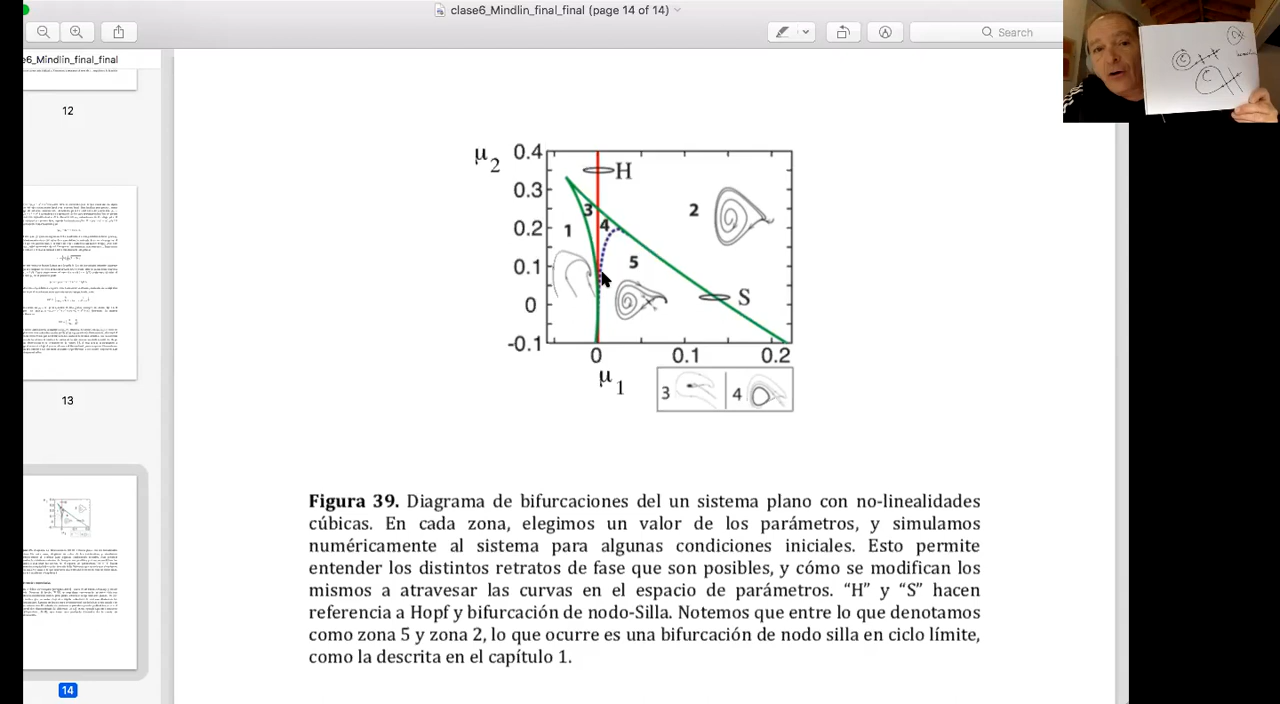 clase6_Mindlin_final_final (page 14 of 14)
Search
e6_Mindlin_final_final
12
13
14
μ2
0.4
0.3
0.2
0.1
0
-0.1
H
3
4
2
1
5
S
0
0.1
0.2
μ1
3
4
Figura 39. Diagrama de bifurcaciones del un sistema plano con no-linealidades
cúbicas. En cada zona, elegimos un valor de los parámetros, y simulamos
numéricamente al sistema para algunas condiciones iniciales. Esto permite
entender los distintos retratos de fase que son posibles, y cómo se modifican los
mismos a atravesar las curvas en el espacio de parámetros. “H” y “S” hacen
referencia a Hopf y bifurcación de nodo-Silla. Notemos que entre lo que denotamos
como zona 5 y zona 2, lo que ocurre es una bifurcación de nodo silla en ciclo límite,
como la descrita en el capítulo 1.